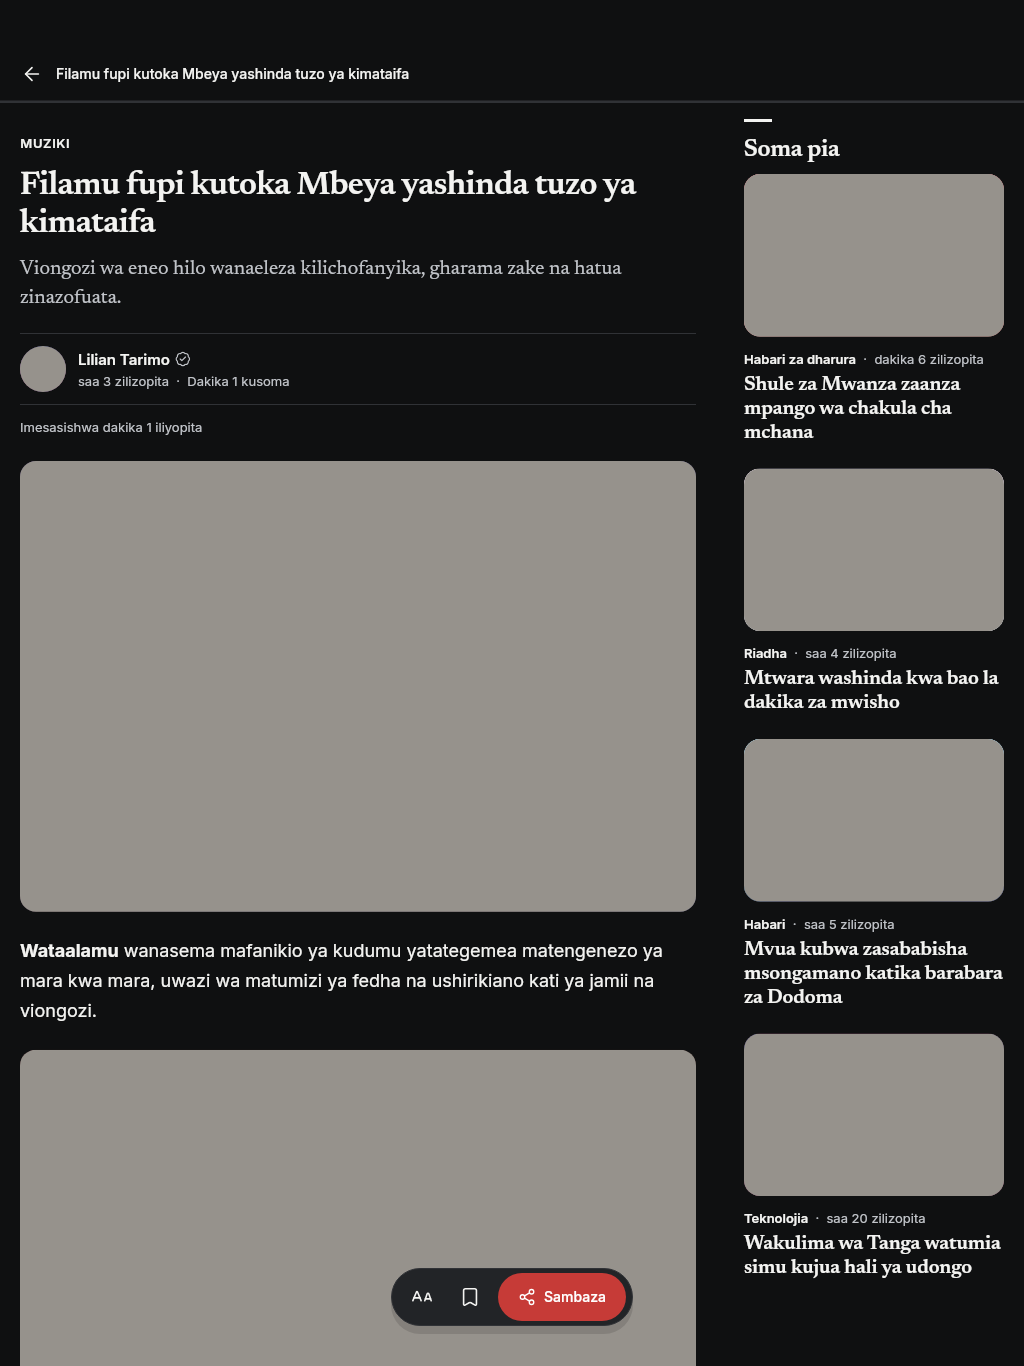 Filamu fupi kutoka Mbeya yashinda tuzo ya kimataifa
MUZIKI
Filamu fupi kutoka Mbeya yashinda tuzo ya
kimataifa
Viongozi wa eneo hilo wanaeleza kilichofanyika, gharama zake na hatua
zinazofuata.
Lilian Tarimo
saa 3 zilizopita · Dakika 1 kusoma
Imesasishwa dakika 1 iliyopita
Wataalamu wanasema mafanikio ya kudumu yatategemea matengenezo ya
mara kwa mara, uwazi wa matumizi ya fedha na ushirikiano kati ya jamii na
viongozi.
AA
Sambaza
Soma pia
Habari za dharura · dakika 6 zilizopita
Shule za Mwanza zaanza
mpango wa chakula cha
mchana
Riadha · saa 4 zilizopita
Mtwara washinda kwa bao la
dakika za mwisho
Habari · saa 5 zilizopita
Mvua kubwa zasababisha
msongamano katika barabara
za Dodoma
Teknolojia · saa 20 zilizopita
Wakulima wa Tanga watumia
simu kujua hali ya udongo